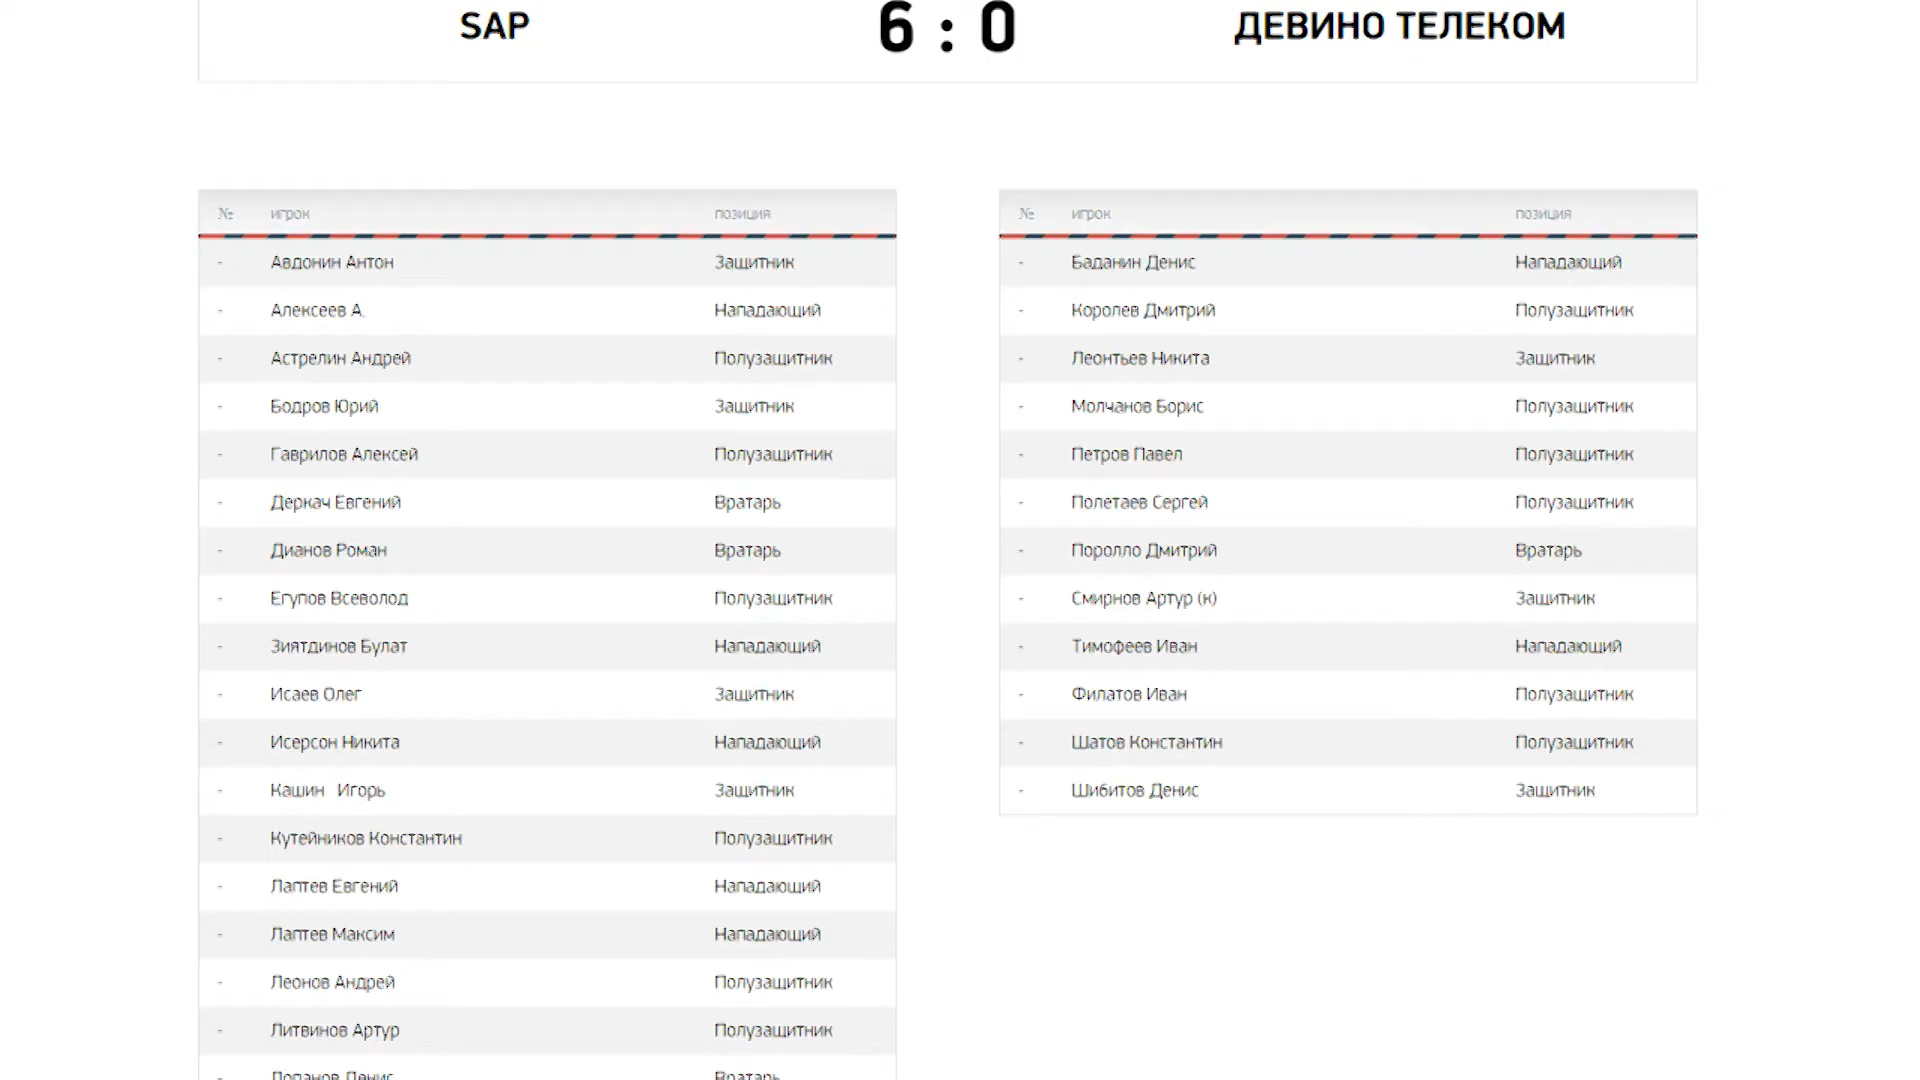 SAP 6 : 0 ДЕВИНО ТЕЛЕКОМ
№ игрок позиция
- Авдонин Антон Защитник
- Алексеев А. Нападающий
- Астрелин Андрей Полузащитник
- Бодров Юрий Защитник
- Гаврилов Алексей Полузащитник
- Деркач Евгений Вратарь
- Дианов Роман Вратарь
- Егупов Всеволод Полузащитник
- Зиятдинов Булат Нападающий
- Исаев Олег Защитник
- Исерсон Никита Нападающий
- Кашин Игорь Защитник
- Кутейников Константин Полузащитник
- Лаптев Евгений Нападающий
- Лаптев Максим Нападающий
- Леонов Андрей Полузащитник
- Литвинов Артур Полузащитник
- Денис Вратарь
№ игрок позиция
- Баданин Денис Нападающий
- Королев Дмитрий Полузащитник
- Леонтьев Никита Защитник
- Молчанов Борис Полузащитник
- Петров Павел Полузащитник
- Полетаев Сергей Полузащитник
- Поролло Дмитрий Вратарь
- Смирнов Артур (к) Защитник
- Тимофеев Иван Нападающий
- Филатов Иван Полузащитник
- Шатов Константин Полузащитник
- Шибитов Денис Защитник